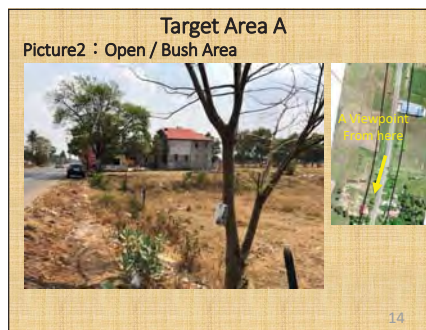 Target Area A
Picture2：Open / Bush Area
A Viewpoint
From here
14